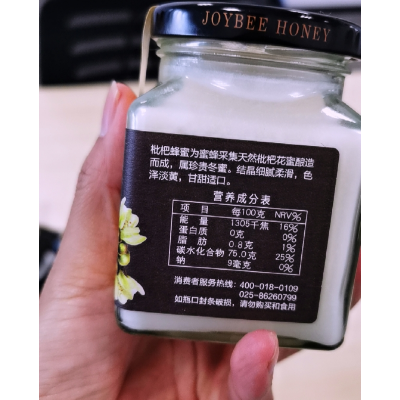 JOYBEE HONEY
枇杷蜂蜜为蜜蜂采集天然枇杷花蜜酿造
而成，属珍贵冬蜜。结晶细腻柔滑，色
泽淡黄，甘甜适口。
营养成分表
项 目 每100克 NRV%
能 量 1305千焦 16%
蛋白质 0克 0%
脂 肪 0.8克 1%
碳水化合物 75.0克 25%
钠 9毫克 0%
消费者服务热线：400-018-0109
025-86260799
如瓶口封条破损，请勿购买和食用